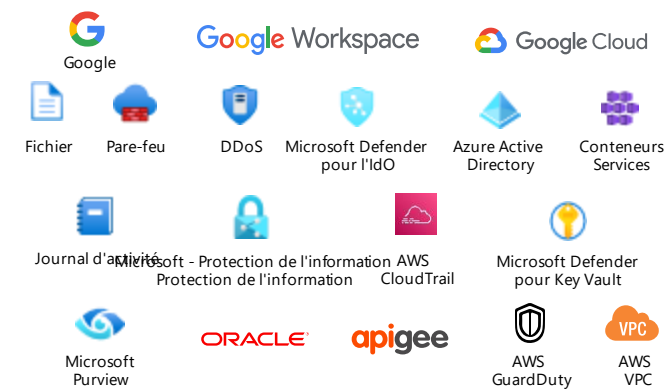 Google
Google Workspace
Google Cloud
Fichier
Pare-feu
DDoS
Microsoft Defender
pour l'IdO
Azure Active
Directory
Conteneurs
Services
Journal d'activité
Microsoft - Protection de l'information
Protection de l'information
AWS
CloudTrail
Microsoft Defender
pour Key Vault
Microsoft
Purview
ORACLE
apigee
AWS
GuardDuty
VPC
AWS
VPC